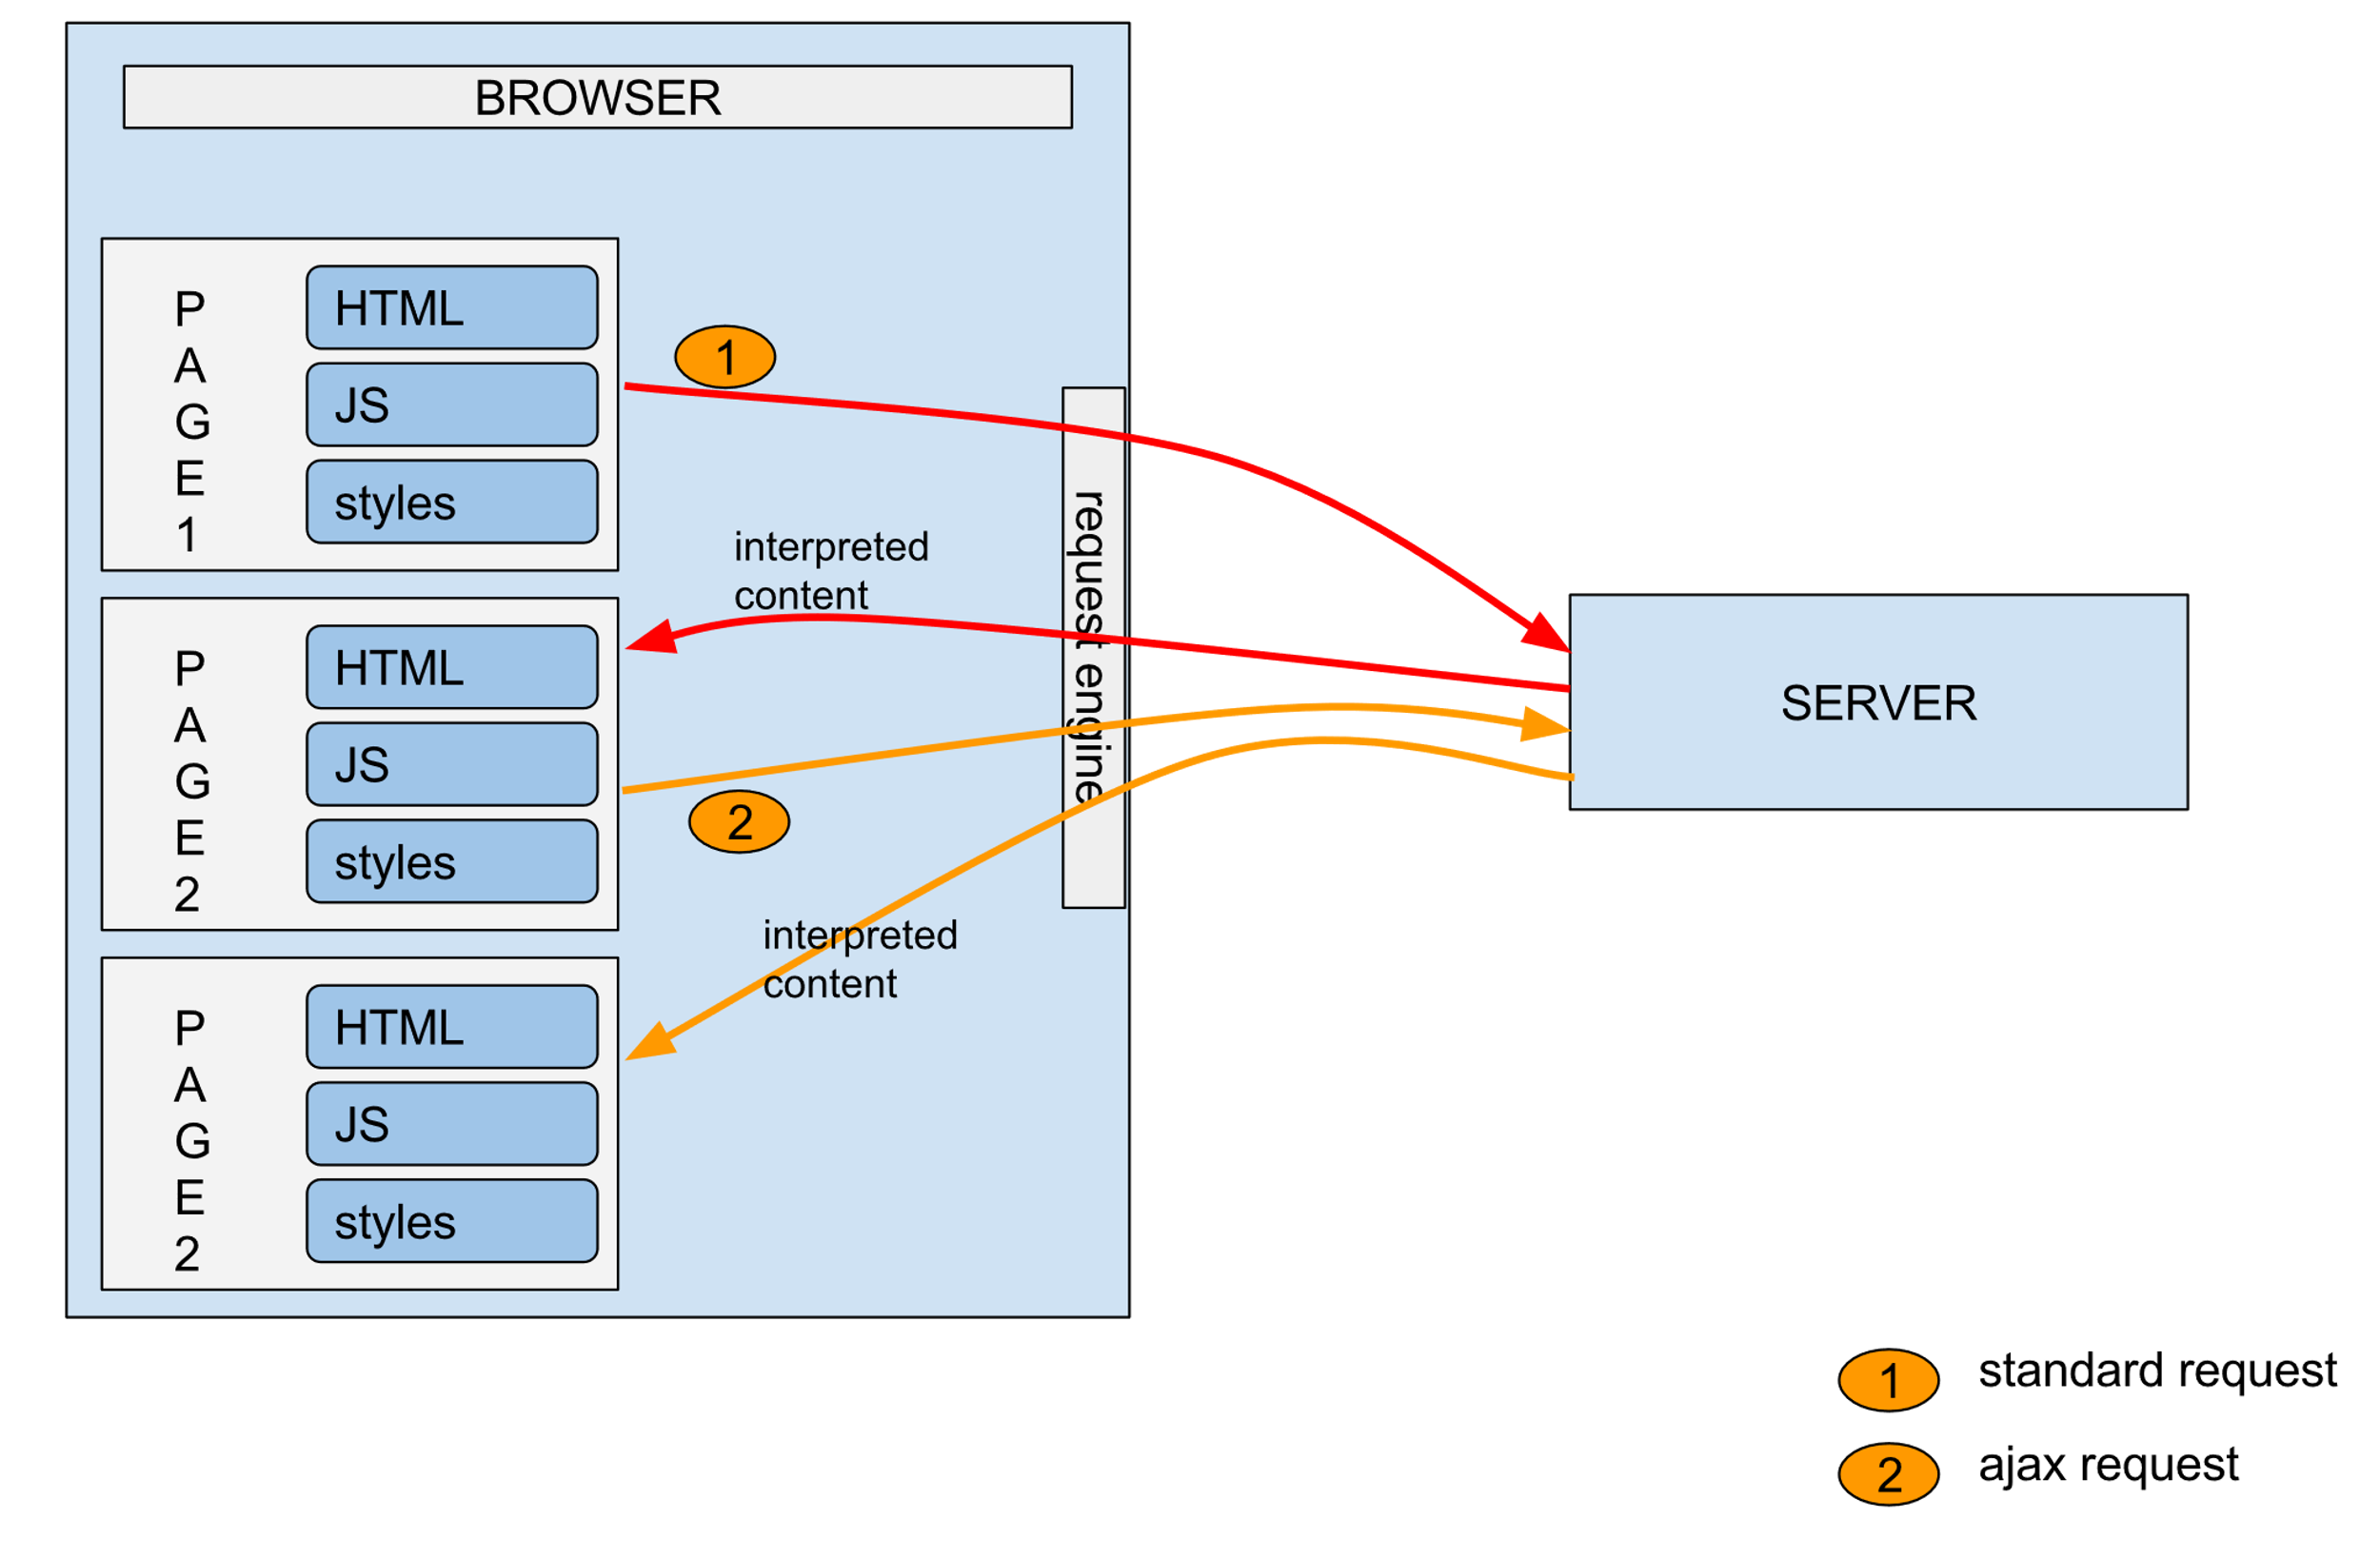 BROWSER
P
A
G
E
1
HTML
JS
styles
1
interpreted
content
request engine
P
A
G
E
2
HTML
JS
styles
2
interpreted
content
P
A
G
E
2
HTML
JS
styles
SERVER
1 standard request
2 ajax request